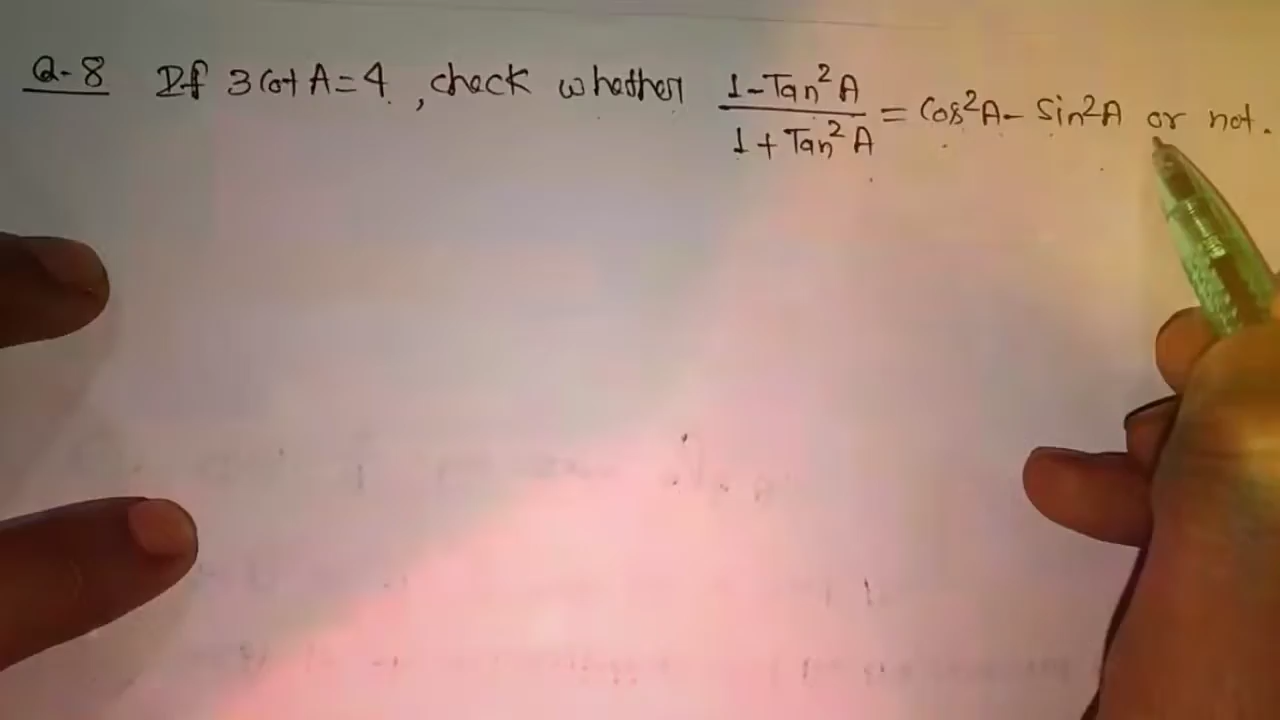 Q-8 If 3 Cot A = 4, check whether (1 - Tan²A)/(1 + Tan²A) = Cos²A - Sin²A or not.